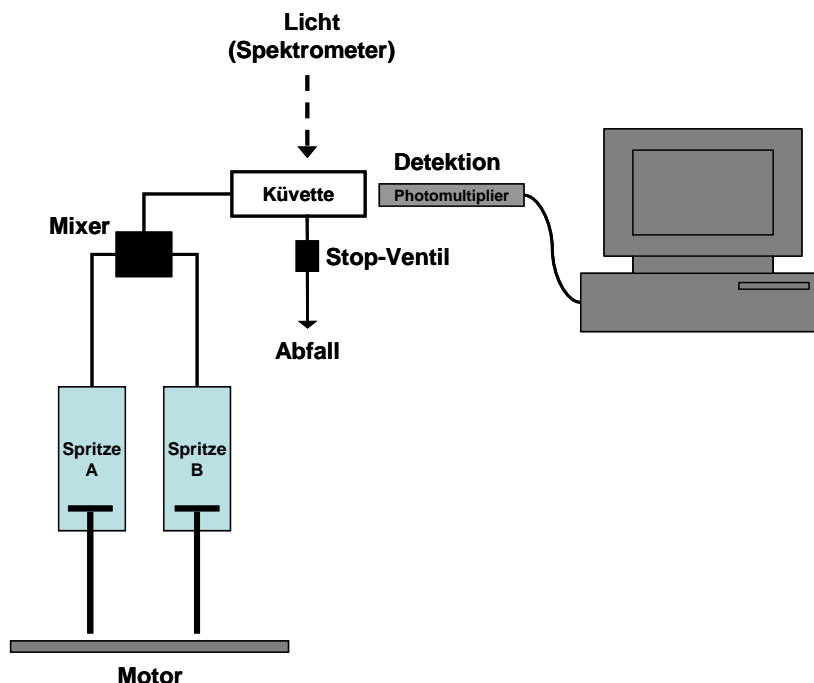 Licht
(Spektrometer)
Detektion
Küvette
Photomultiplier
Mixer
Stop-Ventil
Abfall
Spritze
A
Spritze
B
Motor